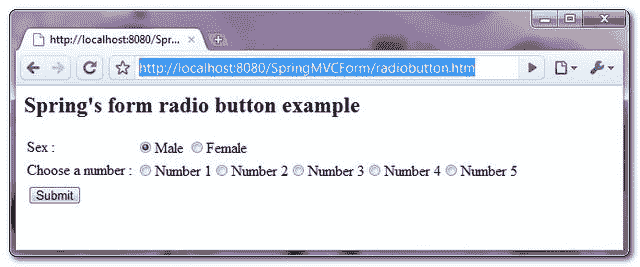 http://localhost:8080/Spr...
http://localhost:8080/SpringMVCForm/radiobutton.htm
Spring's form radio button example
Sex : Male Female
Choose a number : Number 1 Number 2 Number 3 Number 4 Number 5
Submit